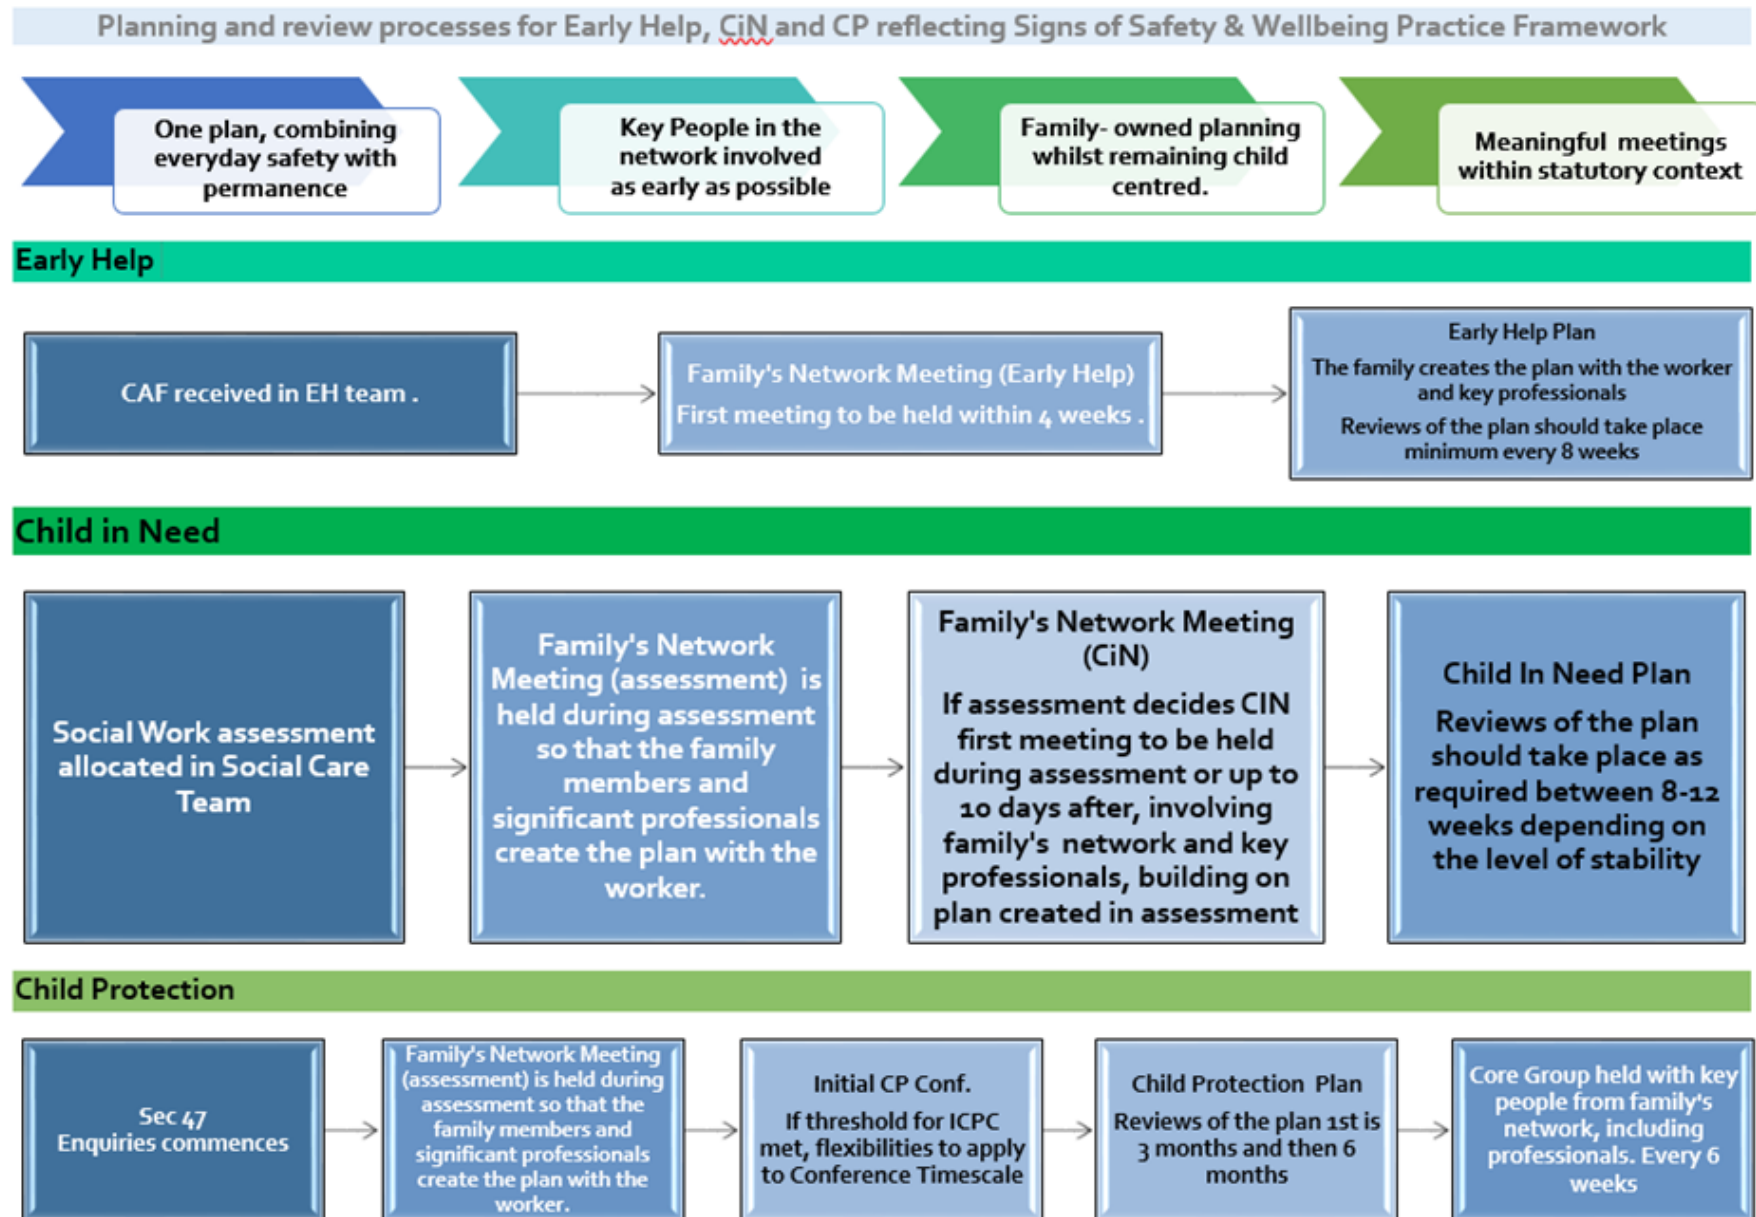 Planning and review processes for Early Help, CiN and CP reflecting Signs of Safety & Wellbeing Practice Framework
One plan, combining
everyday safety with
permanence
Key People in the
network involved
as early as possible
Family- owned planning
whilst remaining child
centred.
Meaningful meetings
within statutory context
Early Help
CAF received in EH team .
Family's Network Meeting (Early Help)
First meeting to be held within 4 weeks .
Early Help Plan
The family creates the plan with the worker
and key professionals
Reviews of the plan should take place
minimum every 8 weeks
Child in Need
Social Work assessment
allocated in Social Care
Team
Family's Network
Meeting (assessment) is
held during assessment
so that the family
members and
significant professionals
create the plan with the
worker.
Family's Network Meeting
(CiN)
If assessment decides CIN
first meeting to be held
during assessment or up to
10 days after, involving
family's network and key
professionals, building on
plan created in assessment
Child In Need Plan
Reviews of the plan
should take place as
required between 8-12
weeks depending on
the level of stability
Child Protection
Sec 47
Enquiries commences
Family's Network Meeting
(assessment) is held during
assessment so that the
family members and
significant professionals
create the plan with the
worker.
Initial CP Conf.
If threshold for ICPC
met, flexibilities to apply
to Conference Timescale
Child Protection Plan
Reviews of the plan 1st is
3 months and then 6
months
Core Group held with key
people from family's
network, including
professionals. Every 6
weeks